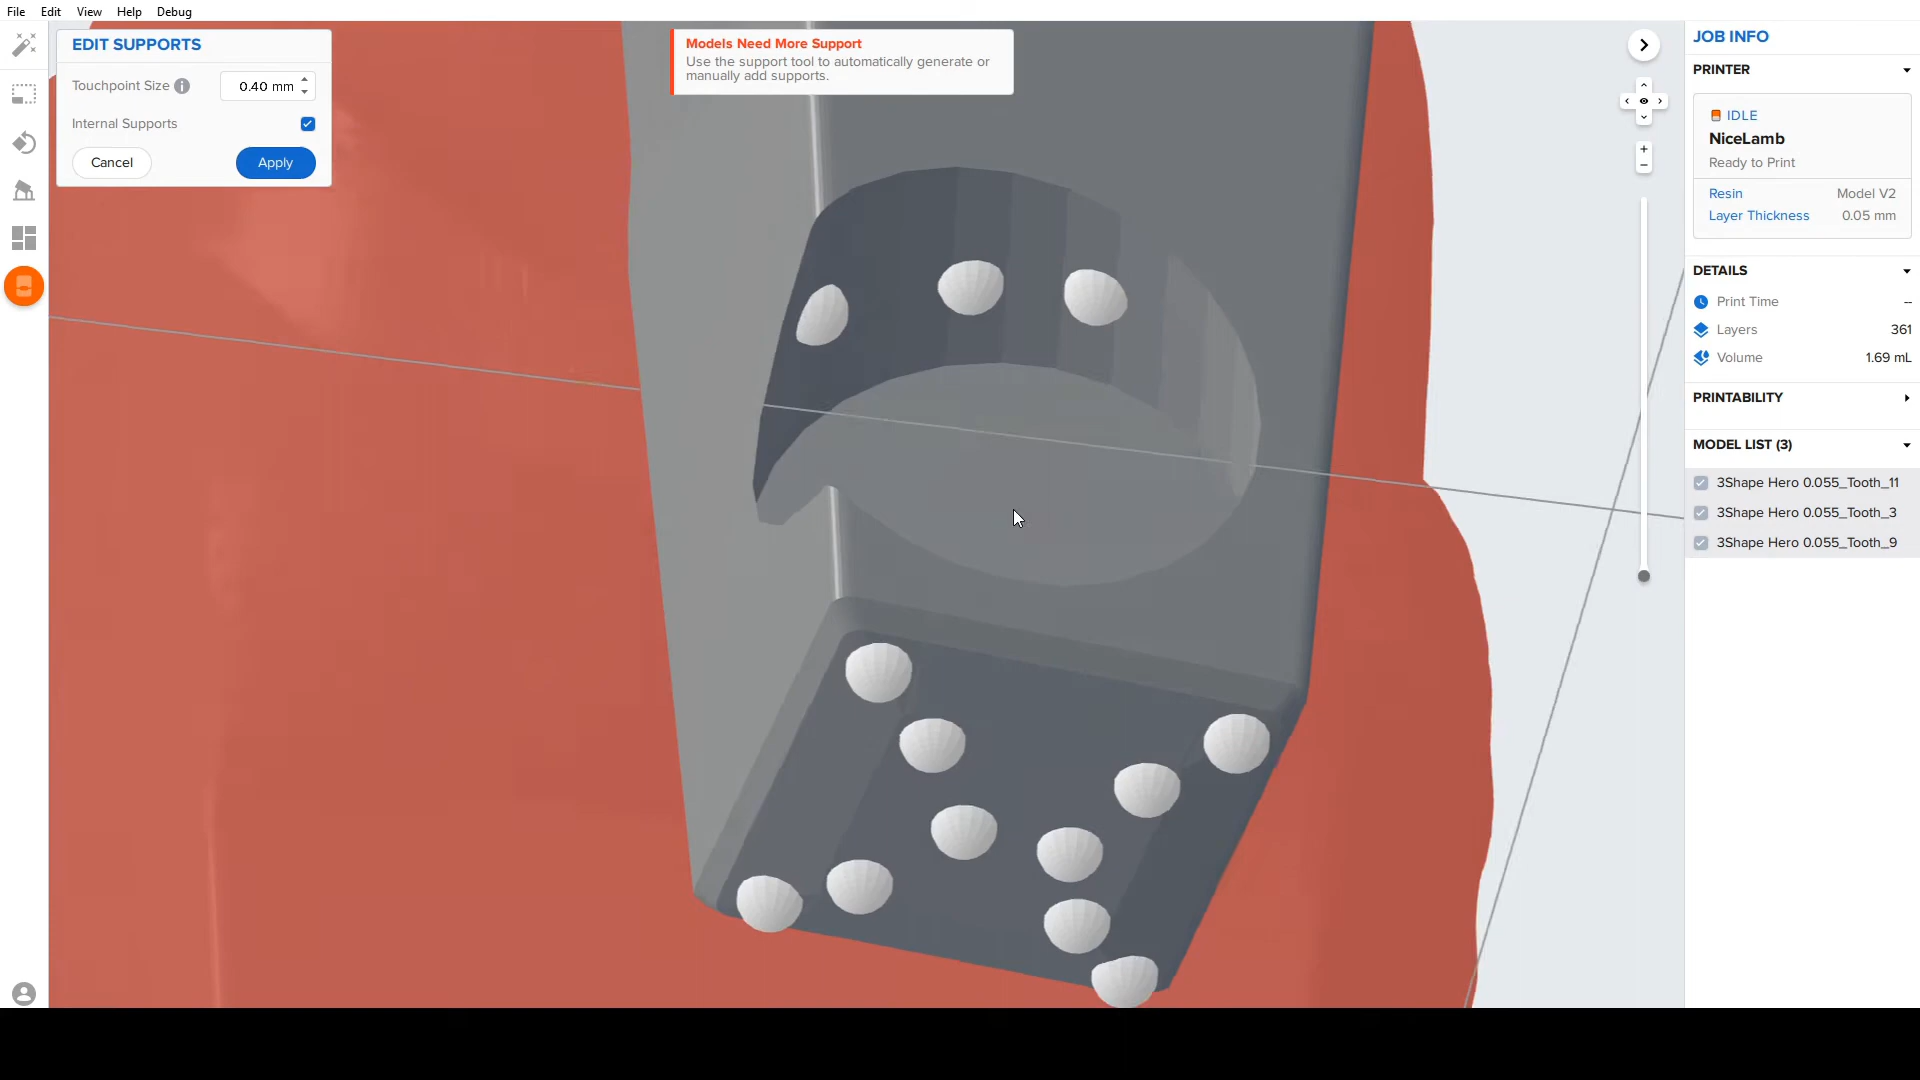 File Edit View Help Debug
EDIT SUPPORTS
Touchpoint Size
0.40 mm
Internal Supports
Cancel
Apply
Models Need More Support
Use the support tool to automatically generate or
manually add supports.
JOB INFO
PRINTER
IDLE
NiceLamb
Ready to Print
Resin Model V2
Layer Thickness 0.05 mm
DETAILS
Print Time --
Layers 361
Volume 1.69 mL
PRINTABILITY
MODEL LIST (3)
3Shape Hero 0.055_Tooth_11
3Shape Hero 0.055_Tooth_3
3Shape Hero 0.055_Tooth_9